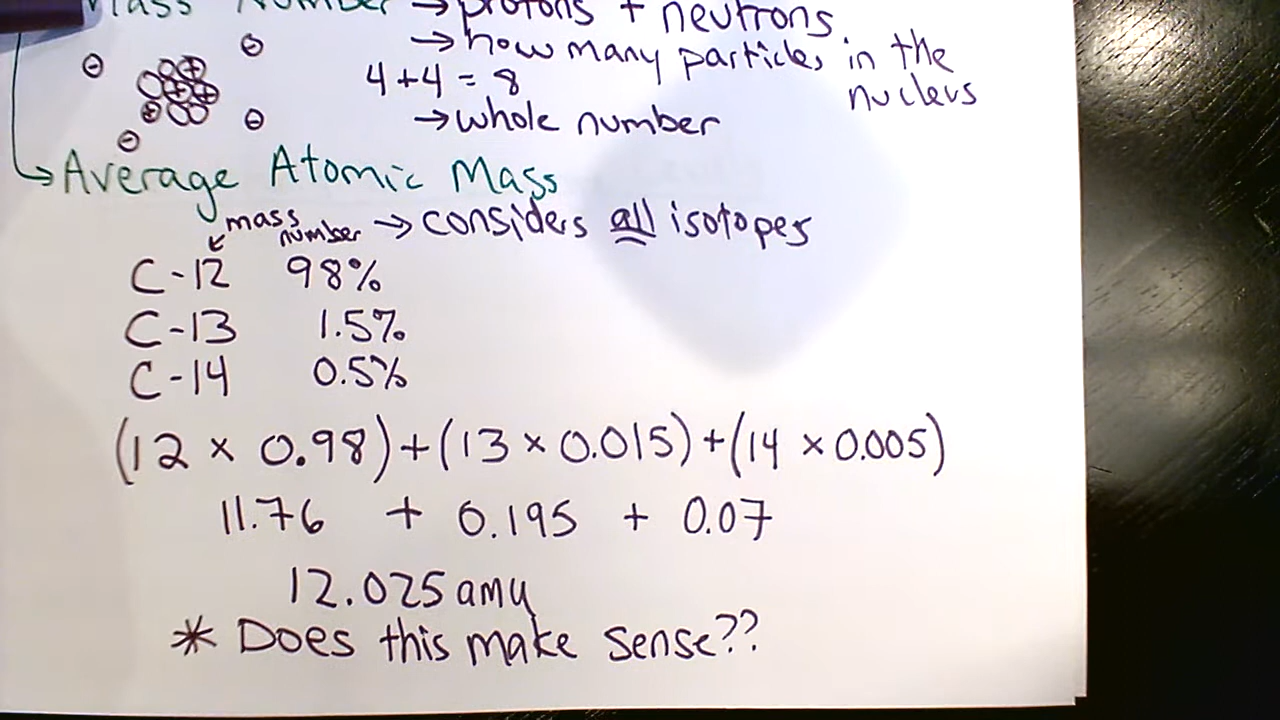 Mass Number → protons + neutrons.
→ how many particles in the nucleus
4 + 4 = 8
→ whole number
Average Atomic Mass
mass number → considers all isotopes
C-12 98%
C-13 1.5%
C-14 0.5%
(12 × 0.98) + (13 × 0.015) + (14 × 0.005)
11.76 + 0.195 + 0.07
12.025 amu
* Does this make sense??